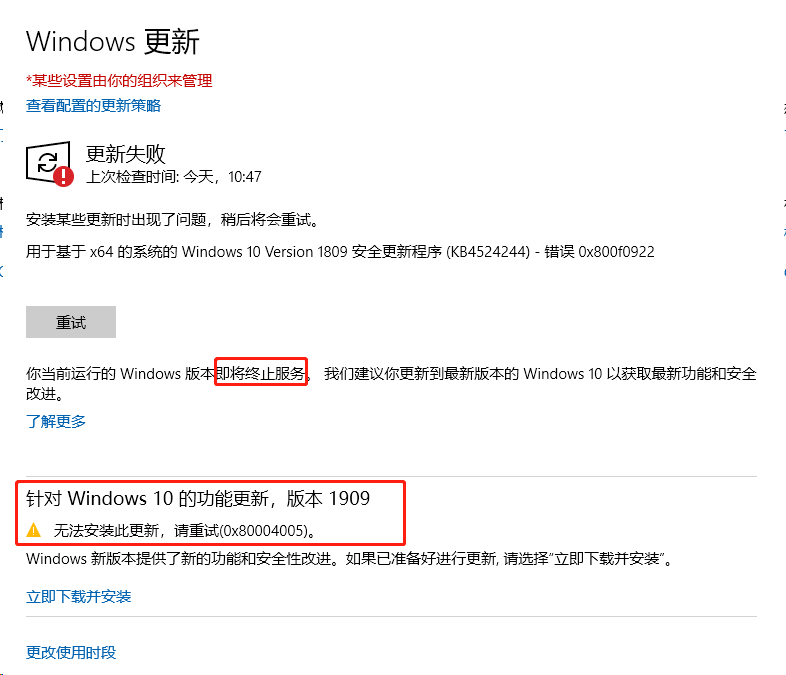 Windows 更新
*某些设置由你的组织来管理
查看配置的更新策略
更新失败
上次检查时间: 今天，10:47
安装某些更新时出现了问题，稍后将会重试。
用于基于 x64 的系统的 Windows 10 Version 1809 安全更新程序 (KB4524244) - 错误 0x800f0922
重试
你当前运行的 Windows 版本即将终止服务。 我们建议你更新到最新版本的 Windows 10 以获取最新功能和安全
改进。
了解更多
针对 Windows 10 的功能更新，版本 1909
无法安装此更新，请重试(0x80004005)。
Windows 新版本提供了新的功能和安全性改进。如果已准备好进行更新, 请选择"立即下载并安装"。
立即下载并安装
更改使用时段